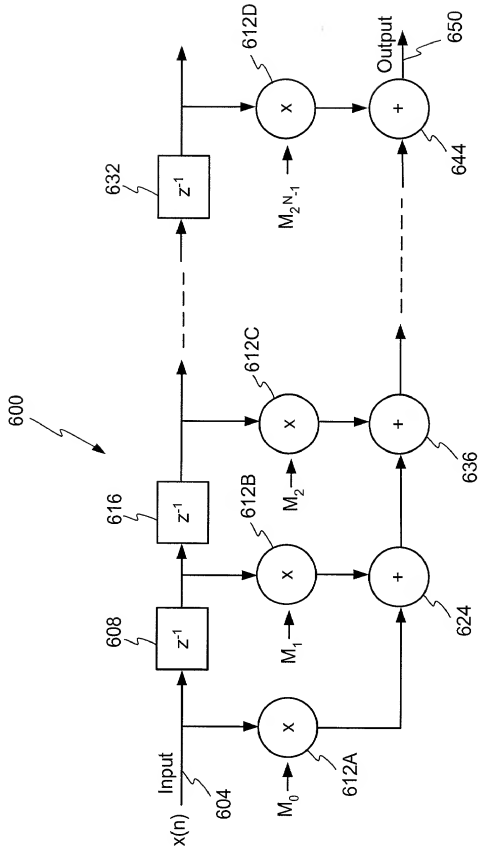 600
x(n)
Input
604
608
z⁻¹
616
z⁻¹
632
z⁻¹
M₀
x
612A
M₁
x
612B
M₂
x
612C
M₂ᴺ₋₁
x
612D
+
624
+
636
+
644
Output
650